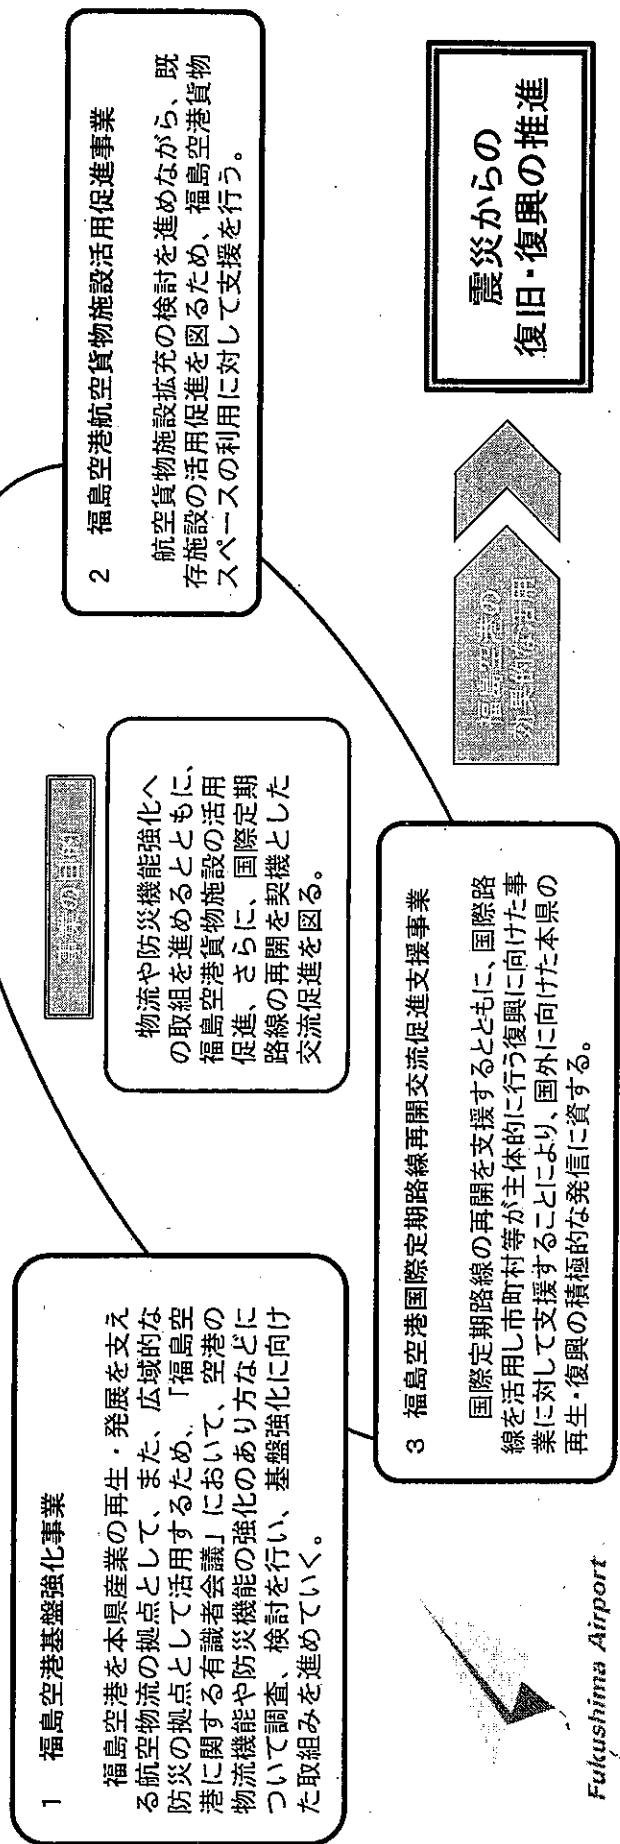 1 福島空港基盤強化事業
福島空港を本県産業の再生・発展を支え
る航空物流の拠点として、また、広域的な
防災の拠点として活用するため、「福島空
港に関する有識者会議」において、空港の
物流機能や防災機能の強化のあり方などに
ついて調査、検討を行い、基盤強化に向け
た取組みを進めていく。
事業の目的
物流や防災機能強化へ
の取組を進めるとともに、
福島空港貨物施設の活用
促進、さらに、国際定期
路線の再開を契機とした
交流促進を図る。
2 福島空港航空貨物施設活用促進事業
航空貨物施設拡充の検討を進めながら、既
存施設の活用促進を図るため、福島空港貨物
スペースの利用に対して支援を行う。
3 福島空港国際定期路線再開交流促進支援事業
国際定期路線の再開を支援するとともに、国際路
線を活用し市町村等が主体的に行う復興に向けた事
業に対して支援することにより、国外に向けた本県の
再生・復興の積極的な発信に資する。
福島空港の
効果的な活用
震災からの
復旧・復興の推進
Fukushima Airport